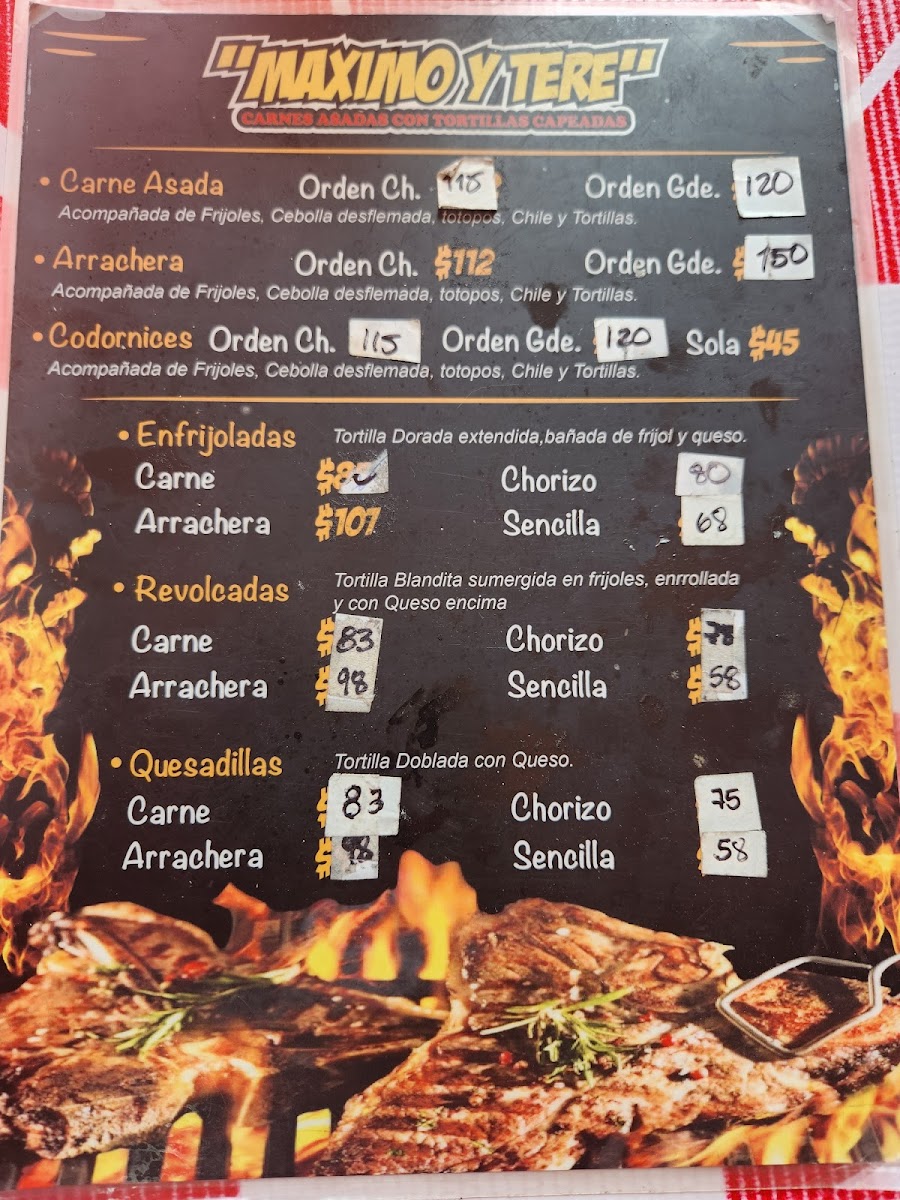 "MAXIMO Y TERE"
CARNES ASADAS CON TORTILLAS CAPEADAS
• Carne Asada Orden Ch. 115 Orden Gde. 120
Acompañada de Frijoles, Cebolla desflemada, totopos, Chile y Tortillas.
• Arrachera Orden Ch. $112 Orden Gde. $150
Acompañada de Frijoles, Cebolla desflemada, totopos, Chile y Tortillas.
• Codornices Orden Ch. 115 Orden Gde. 120 Sola $45
Acompañada de Frijoles, Cebolla desflemada, totopos, Chile y Tortillas.
• Enfrijoladas Tortilla Dorada extendida,bañada de frijol y queso.
Carne Chorizo 80
Arrachera $107 Sencilla 68
• Revolcadas Tortilla Blandita sumergida en frijoles, enrrollada
y con Queso encima
Carne $83 Chorizo $
Arrachera $98 Sencilla $58
• Quesadillas Tortilla Doblada con Queso.
Carne $83 Chorizo 75
Arrachera $98 Sencilla 58